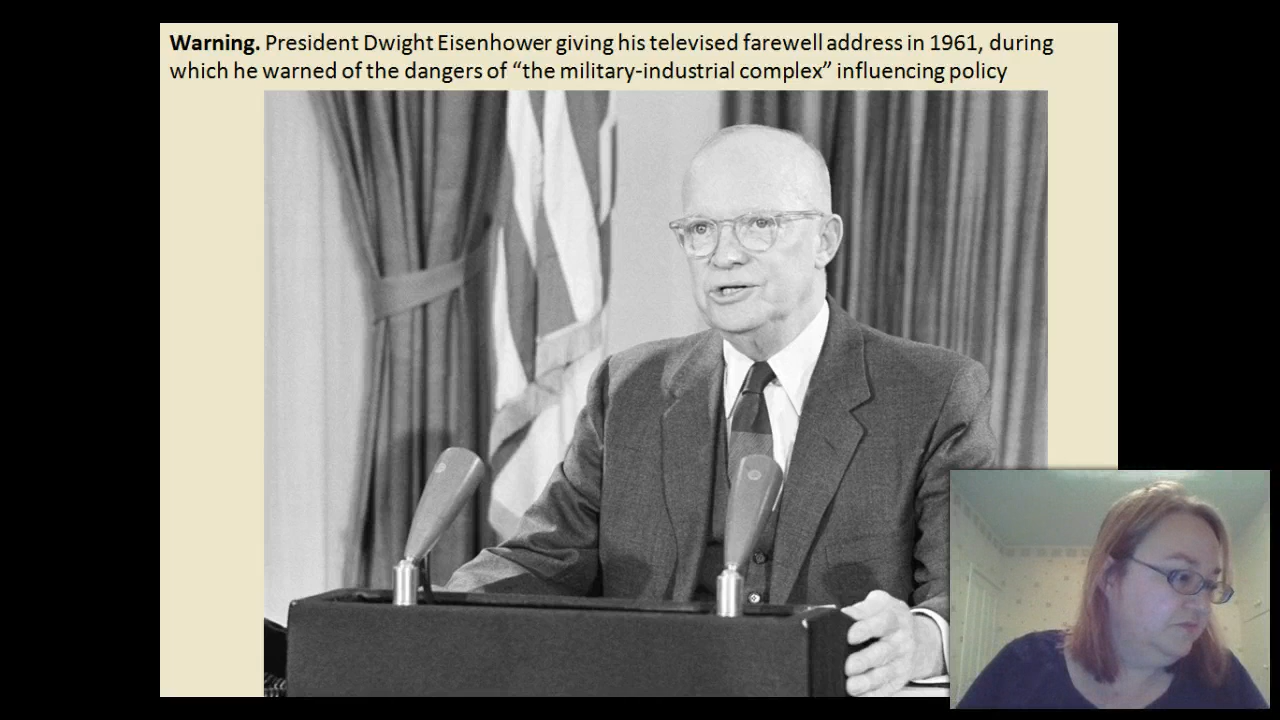 Warning. President Dwight Eisenhower giving his televised farewell address in 1961, during
which he warned of the dangers of “the military-industrial complex” influencing policy